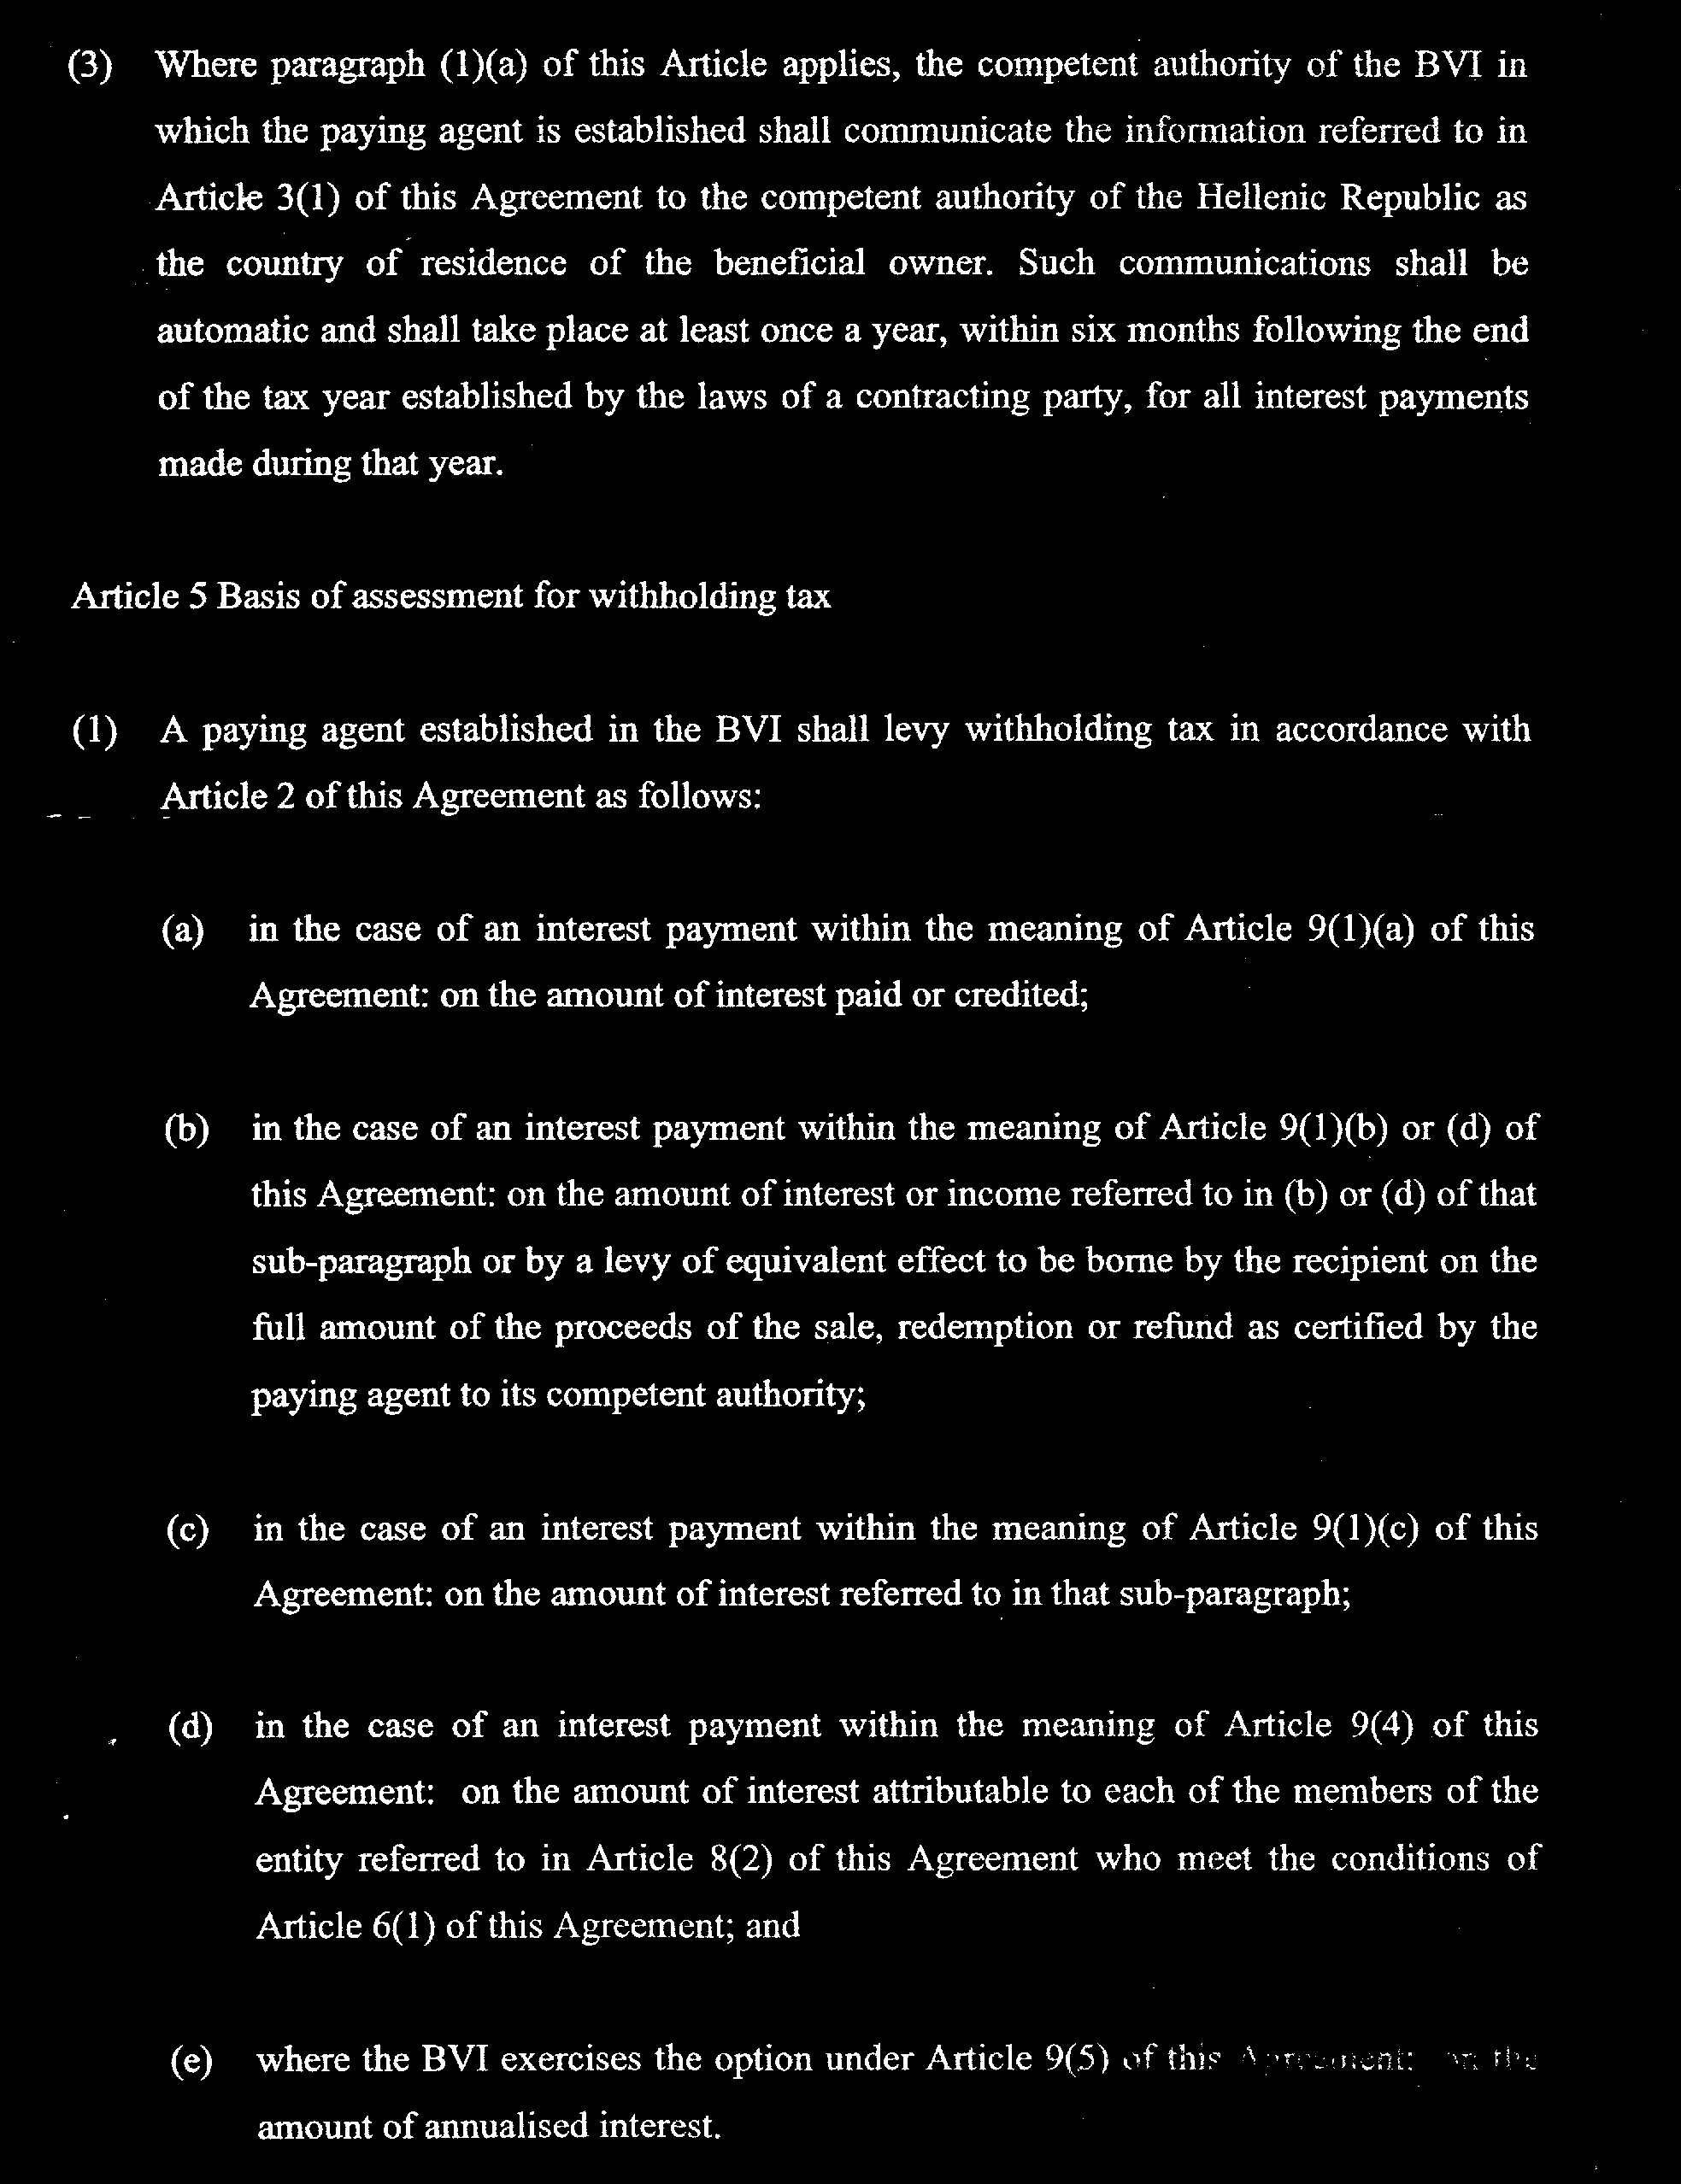 (3) Where paragraph (1)(a) of this Article applies, the competent authority of the BVI in
which the paying agent is established shall communicate the information referred to in
Article 3(1) of this Agreement to the competent authority of the Hellenic Republic as
the country of residence of the beneficial owner. Such communications shall be
automatic and shall take place at least once a year, within six months following the end
of the tax year established by the laws of a contracting party, for all interest payments
made during that year.
Article 5 Basis of assessment for withholding tax
(1) A paying agent established in the BVI shall levy withholding tax in accordance with
Article 2 of this Agreement as follows:
(a) in the case of an interest payment within the meaning of Article 9(1)(a) of this
Agreement: on the amount of interest paid or credited;
(b) in the case of an interest payment within the meaning of Article 9(1)(b) or (d) of
this Agreement: on the amount of interest or income referred to in (b) or (d) of that
sub-paragraph or by a levy of equivalent effect to be borne by the recipient on the
full amount of the proceeds of the sale, redemption or refund as certified by the
paying agent to its competent authority;
(c) in the case of an interest payment within the meaning of Article 9(1)(c) of this
Agreement: on the amount of interest referred to in that sub-paragraph;
(d) in the case of an interest payment within the meaning of Article 9(4) of this
Agreement: on the amount of interest attributable to each of the members of the
entity referred to in Article 8(2) of this Agreement who meet the conditions of
Article 6(1) of this Agreement; and
(e) where the BVI exercises the option under Article 9(5) of this Agreement: on the
amount of annualised interest.